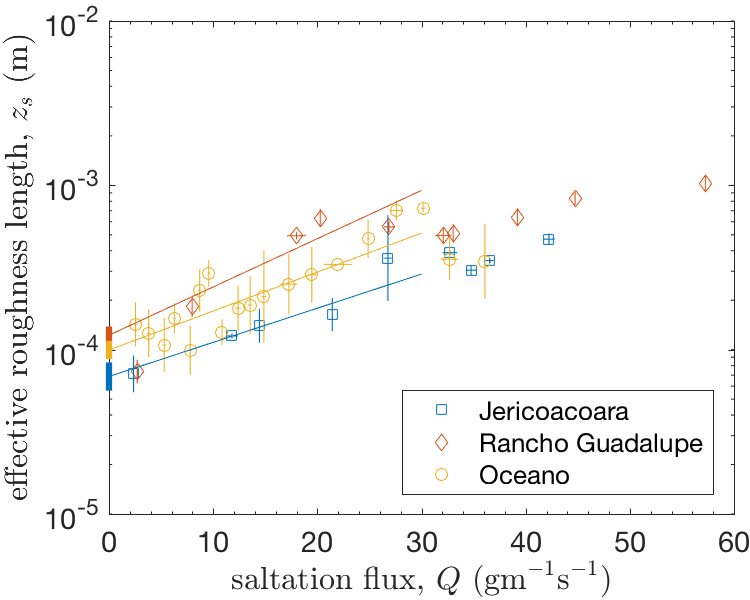 10⁻²
10⁻³
10⁻⁴
10⁻⁵
effective roughness length, zₛ (m)
0 10 20 30 40 50 60
saltation flux, Q (gm⁻¹s⁻¹)
Jericoacoara
Rancho Guadalupe
Oceano